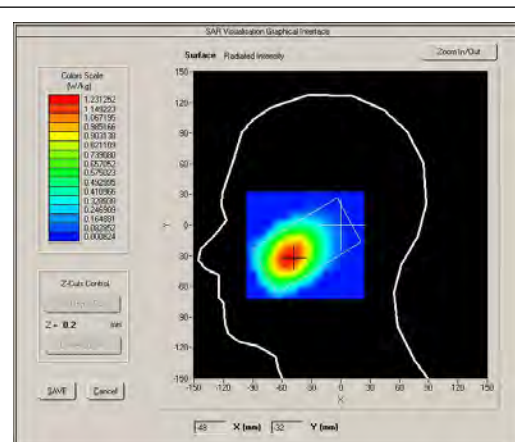 SAR Visualisation Graphical Interface
Surface Radiated Intensity
Zoom In/Out
Colors Scale
(W/kg)
1.231252
1.149223
1.067195
0.985166
0.903138
0.821109
0.739080
0.657052
0.575023
0.492995
0.410966
0.328938
0.246909
0.164881
0.082852
0.000824
150
120
90
60
30
0
-30
-60
-90
-120
-150
Y
-150 -120 -90 -60 -30 0 30 60 90 120 150
X
Z-Cuts Control
Z = 0.2 mm
SAVE Cancel
-48 X (mm) -32 Y (mm)